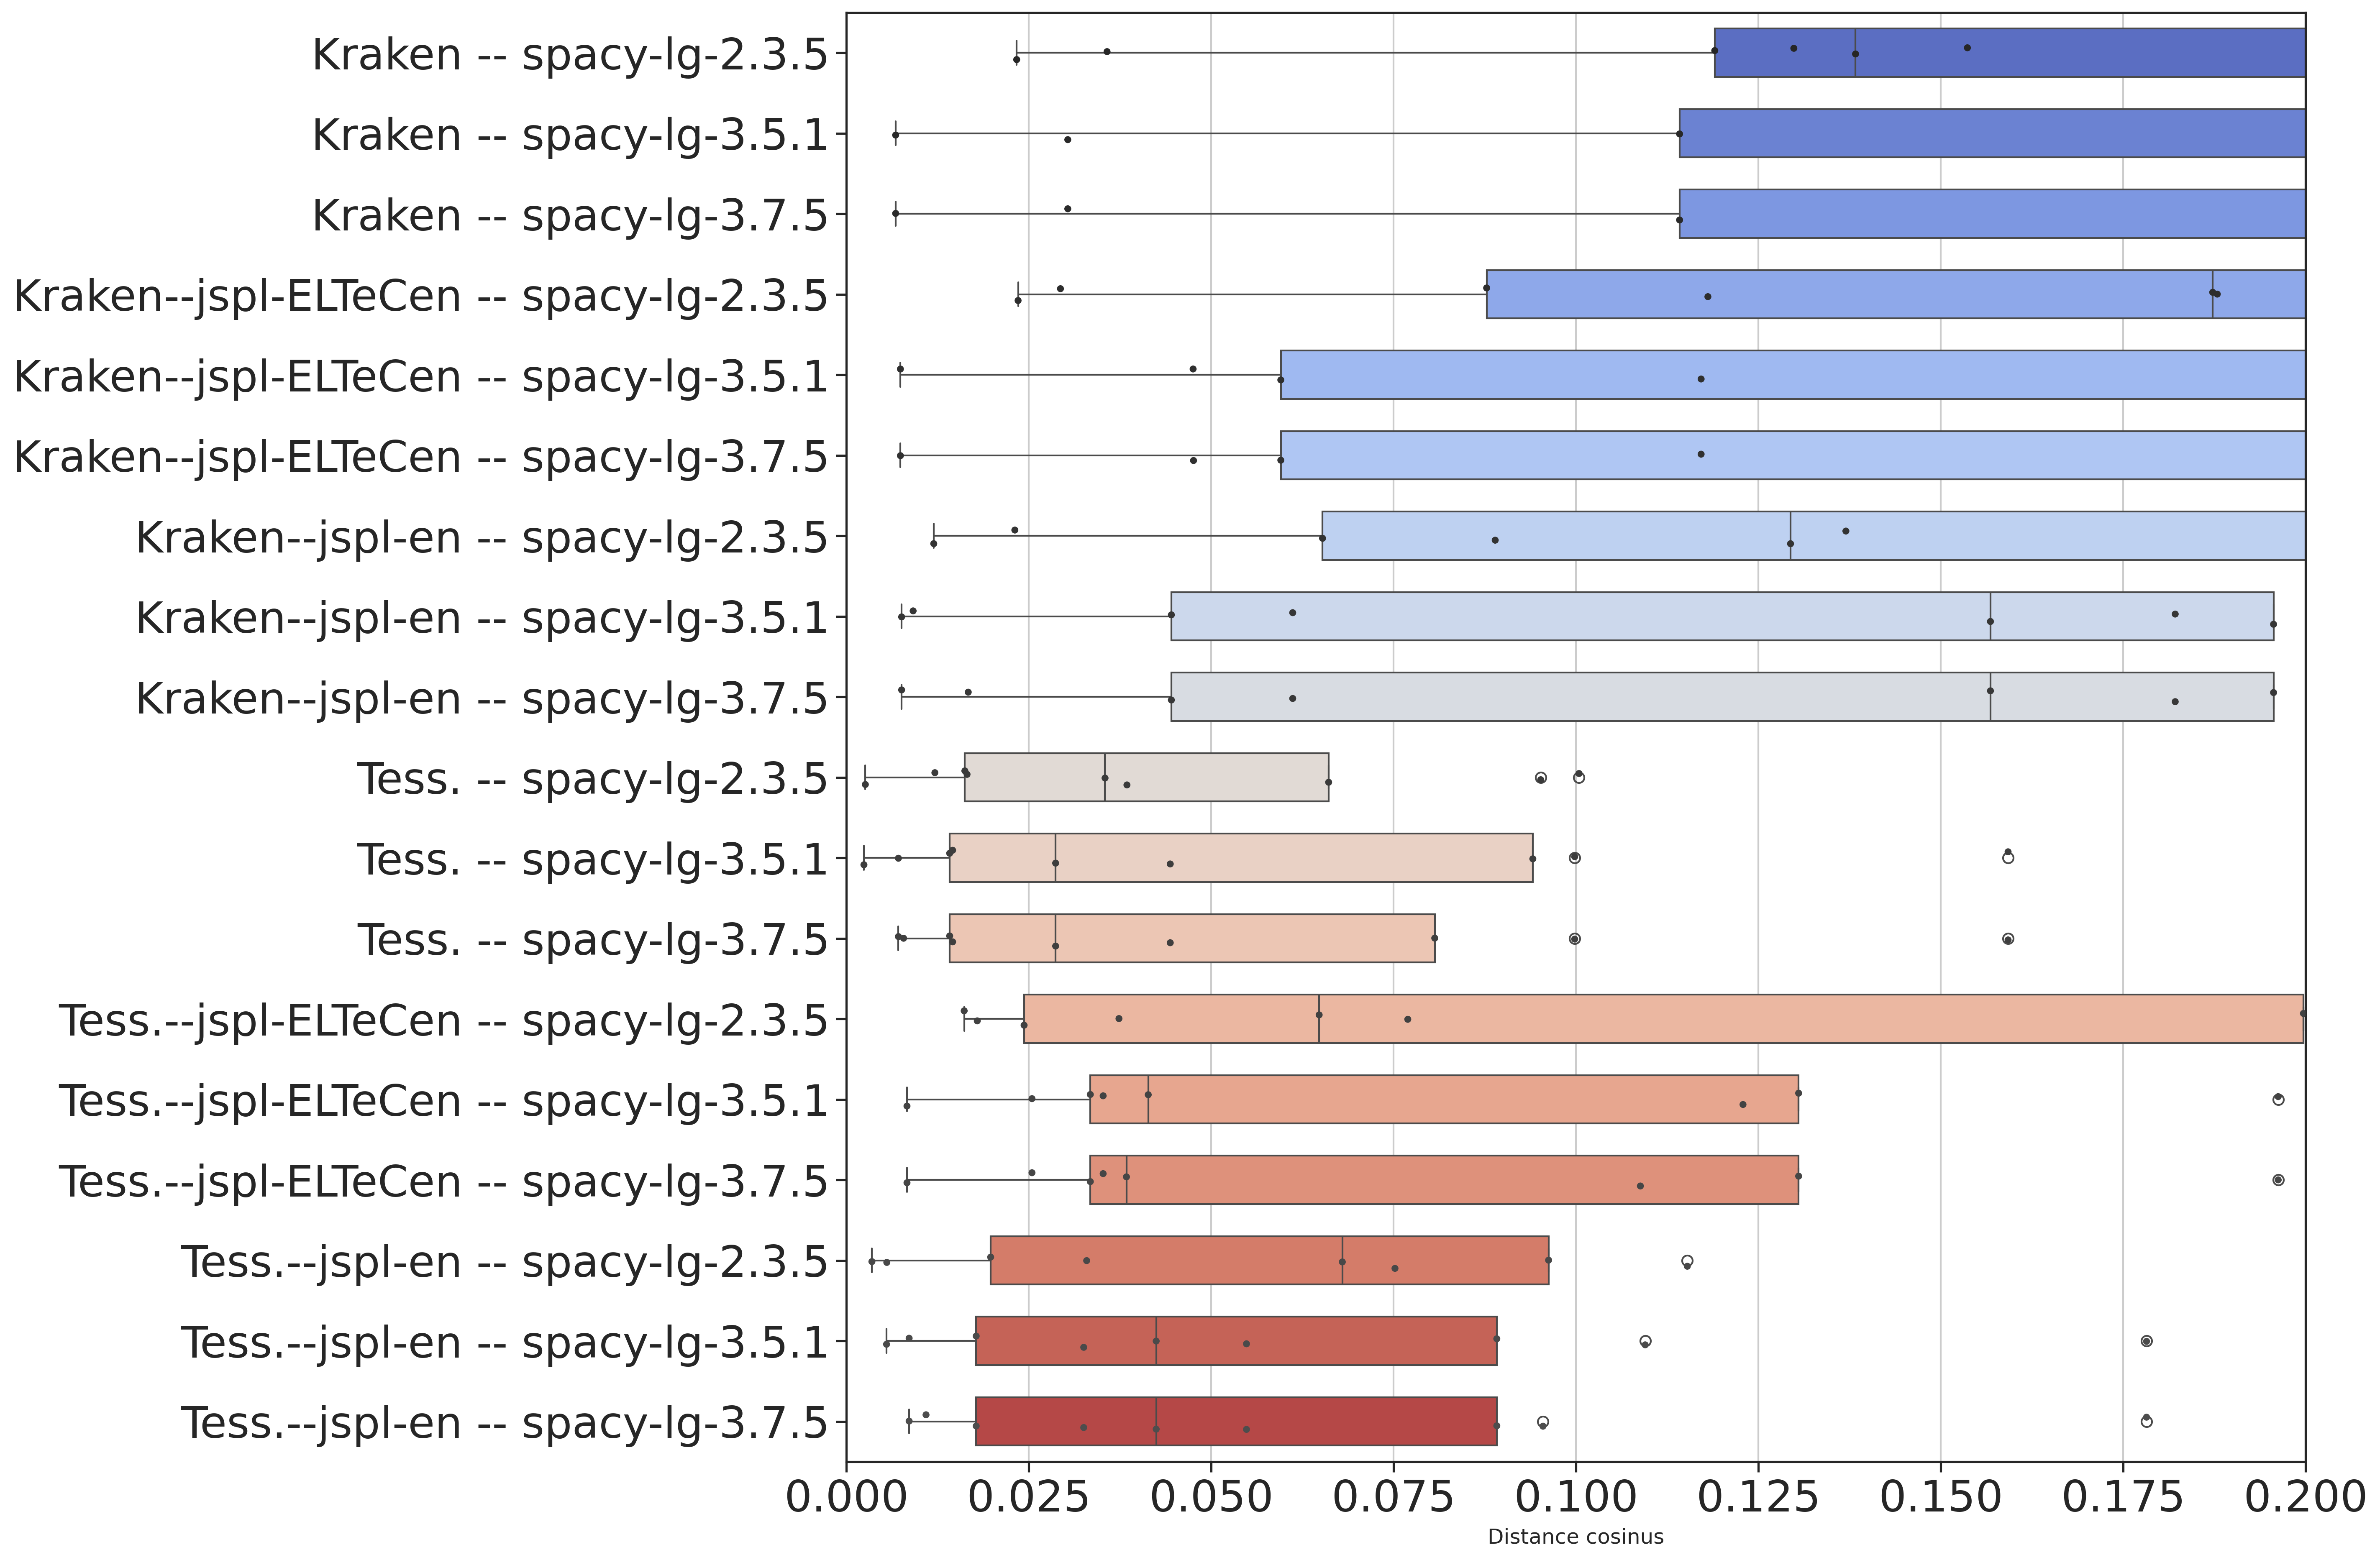 Kraken -- spacy-lg-2.3.5
Kraken -- spacy-lg-3.5.1
Kraken -- spacy-lg-3.7.5
Kraken--jspl-ELTeCen -- spacy-lg-2.3.5
Kraken--jspl-ELTeCen -- spacy-lg-3.5.1
Kraken--jspl-ELTeCen -- spacy-lg-3.7.5
Kraken--jspl-en -- spacy-lg-2.3.5
Kraken--jspl-en -- spacy-lg-3.5.1
Kraken--jspl-en -- spacy-lg-3.7.5
Tess. -- spacy-lg-2.3.5
Tess. -- spacy-lg-3.5.1
Tess. -- spacy-lg-3.7.5
Tess.--jspl-ELTeCen -- spacy-lg-2.3.5
Tess.--jspl-ELTeCen -- spacy-lg-3.5.1
Tess.--jspl-ELTeCen -- spacy-lg-3.7.5
Tess.--jspl-en -- spacy-lg-2.3.5
Tess.--jspl-en -- spacy-lg-3.5.1
Tess.--jspl-en -- spacy-lg-3.7.5
0.000 0.025 0.050 0.075 0.100 0.125 0.150 0.175 0.200
Distance cosinus